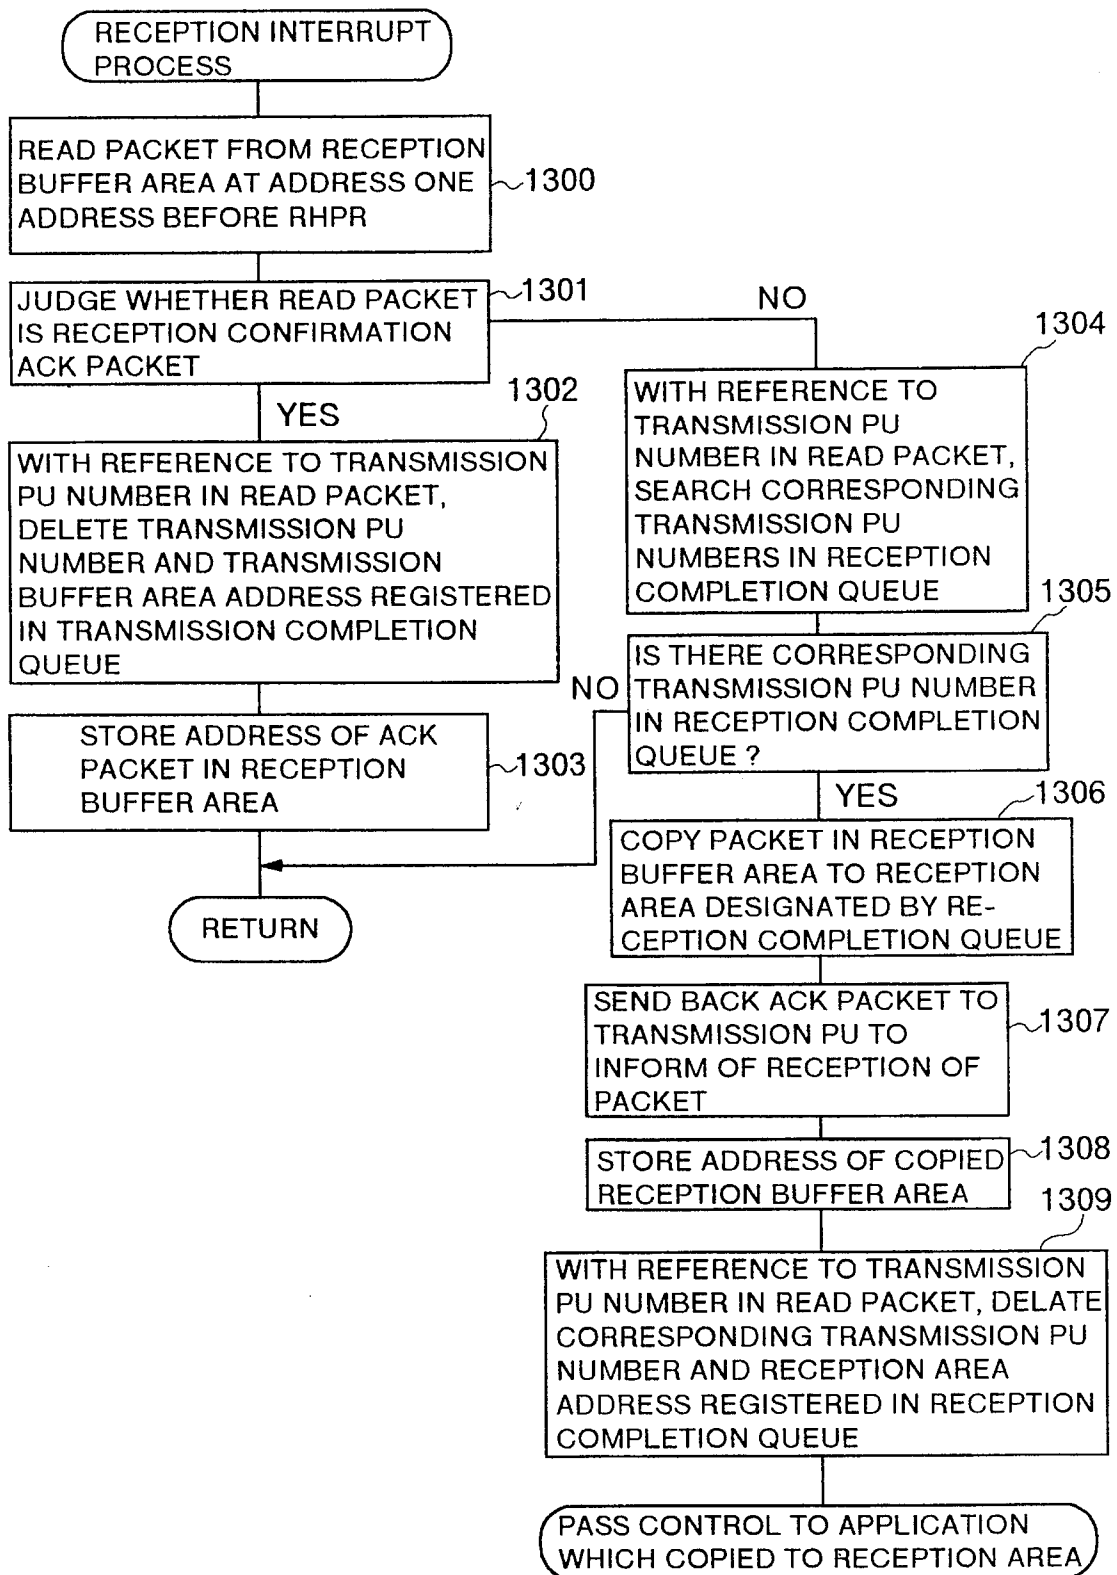 RECEPTION INTERRUPT
PROCESS
READ PACKET FROM RECEPTION
BUFFER AREA AT ADDRESS ONE
ADDRESS BEFORE RHPR
1300
JUDGE WHETHER READ PACKET
IS RECEPTION CONFIRMATION
ACK PACKET
1301
NO
YES
1302
WITH REFERENCE TO TRANSMISSION
PU NUMBER IN READ PACKET,
DELETE TRANSMISSION PU
NUMBER AND TRANSMISSION
BUFFER AREA ADDRESS REGISTERED
IN TRANSMISSION COMPLETION
QUEUE
STORE ADDRESS OF ACK
PACKET IN RECEPTION
BUFFER AREA
1303
RETURN
1304
WITH REFERENCE TO
TRANSMISSION PU
NUMBER IN READ PACKET,
SEARCH CORRESPONDING
TRANSMISSION PU
NUMBERS IN RECEPTION
COMPLETION QUEUE
1305
IS THERE CORRESPONDING
TRANSMISSION PU NUMBER
IN RECEPTION COMPLETION
QUEUE ?
NO
YES
1306
COPY PACKET IN RECEPTION
BUFFER AREA TO RECEPTION
AREA DESIGNATED BY RE-
CEPTION COMPLETION QUEUE
SEND BACK ACK PACKET TO
TRANSMISSION PU TO
INFORM OF RECEPTION OF
PACKET
1307
STORE ADDRESS OF COPIED
RECEPTION BUFFER AREA
1308
1309
WITH REFERENCE TO TRANSMISSION
PU NUMBER IN READ PACKET, DELATE
CORRESPONDING TRANSMISSION PU
NUMBER AND RECEPTION AREA
ADDRESS REGISTERED IN RECEPTION
COMPLETION QUEUE
PASS CONTROL TO APPLICATION
WHICH COPIED TO RECEPTION AREA